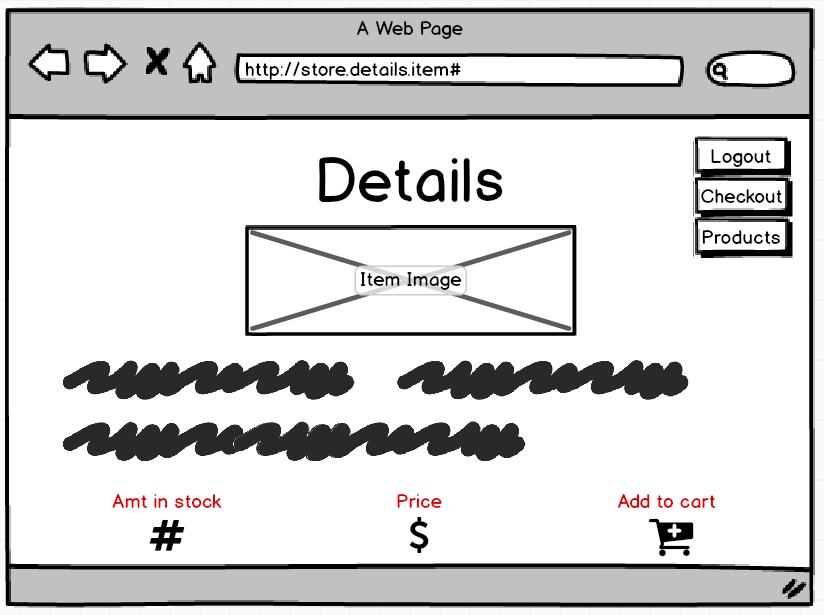 A Web Page
http://store.details.item#
Logout
Details
Checkout
Products
Item Image
Amt in stock
Price
Add to cart
#
$